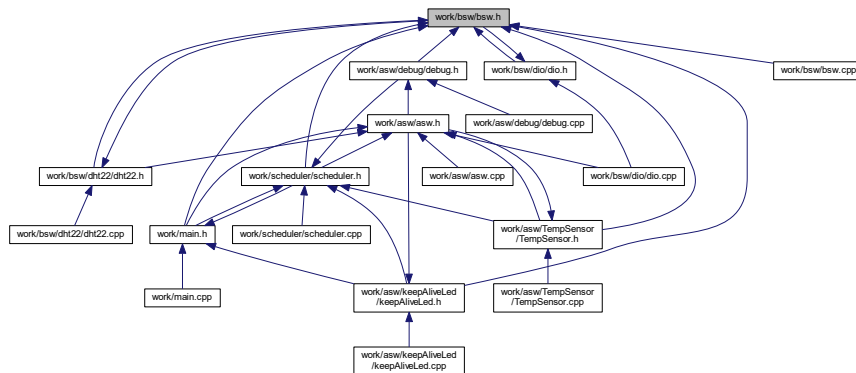 work/bsw/bsw.h
work/asw/debug/debug.h
work/bsw/dio/dio.h
work/bsw/bsw.cpp
work/asw/asw.h
work/asw/debug/debug.cpp
work/bsw/dht22/dht22.h
work/scheduler/scheduler.h
work/asw/asw.cpp
work/bsw/dio/dio.cpp
work/bsw/dht22/dht22.cpp
work/main.h
work/scheduler/scheduler.cpp
work/asw/TempSensor
/TempSensor.h
work/main.cpp
work/asw/keepAliveLed
/keepAliveLed.h
work/asw/TempSensor
/TempSensor.cpp
work/asw/keepAliveLed
/keepAliveLed.cpp